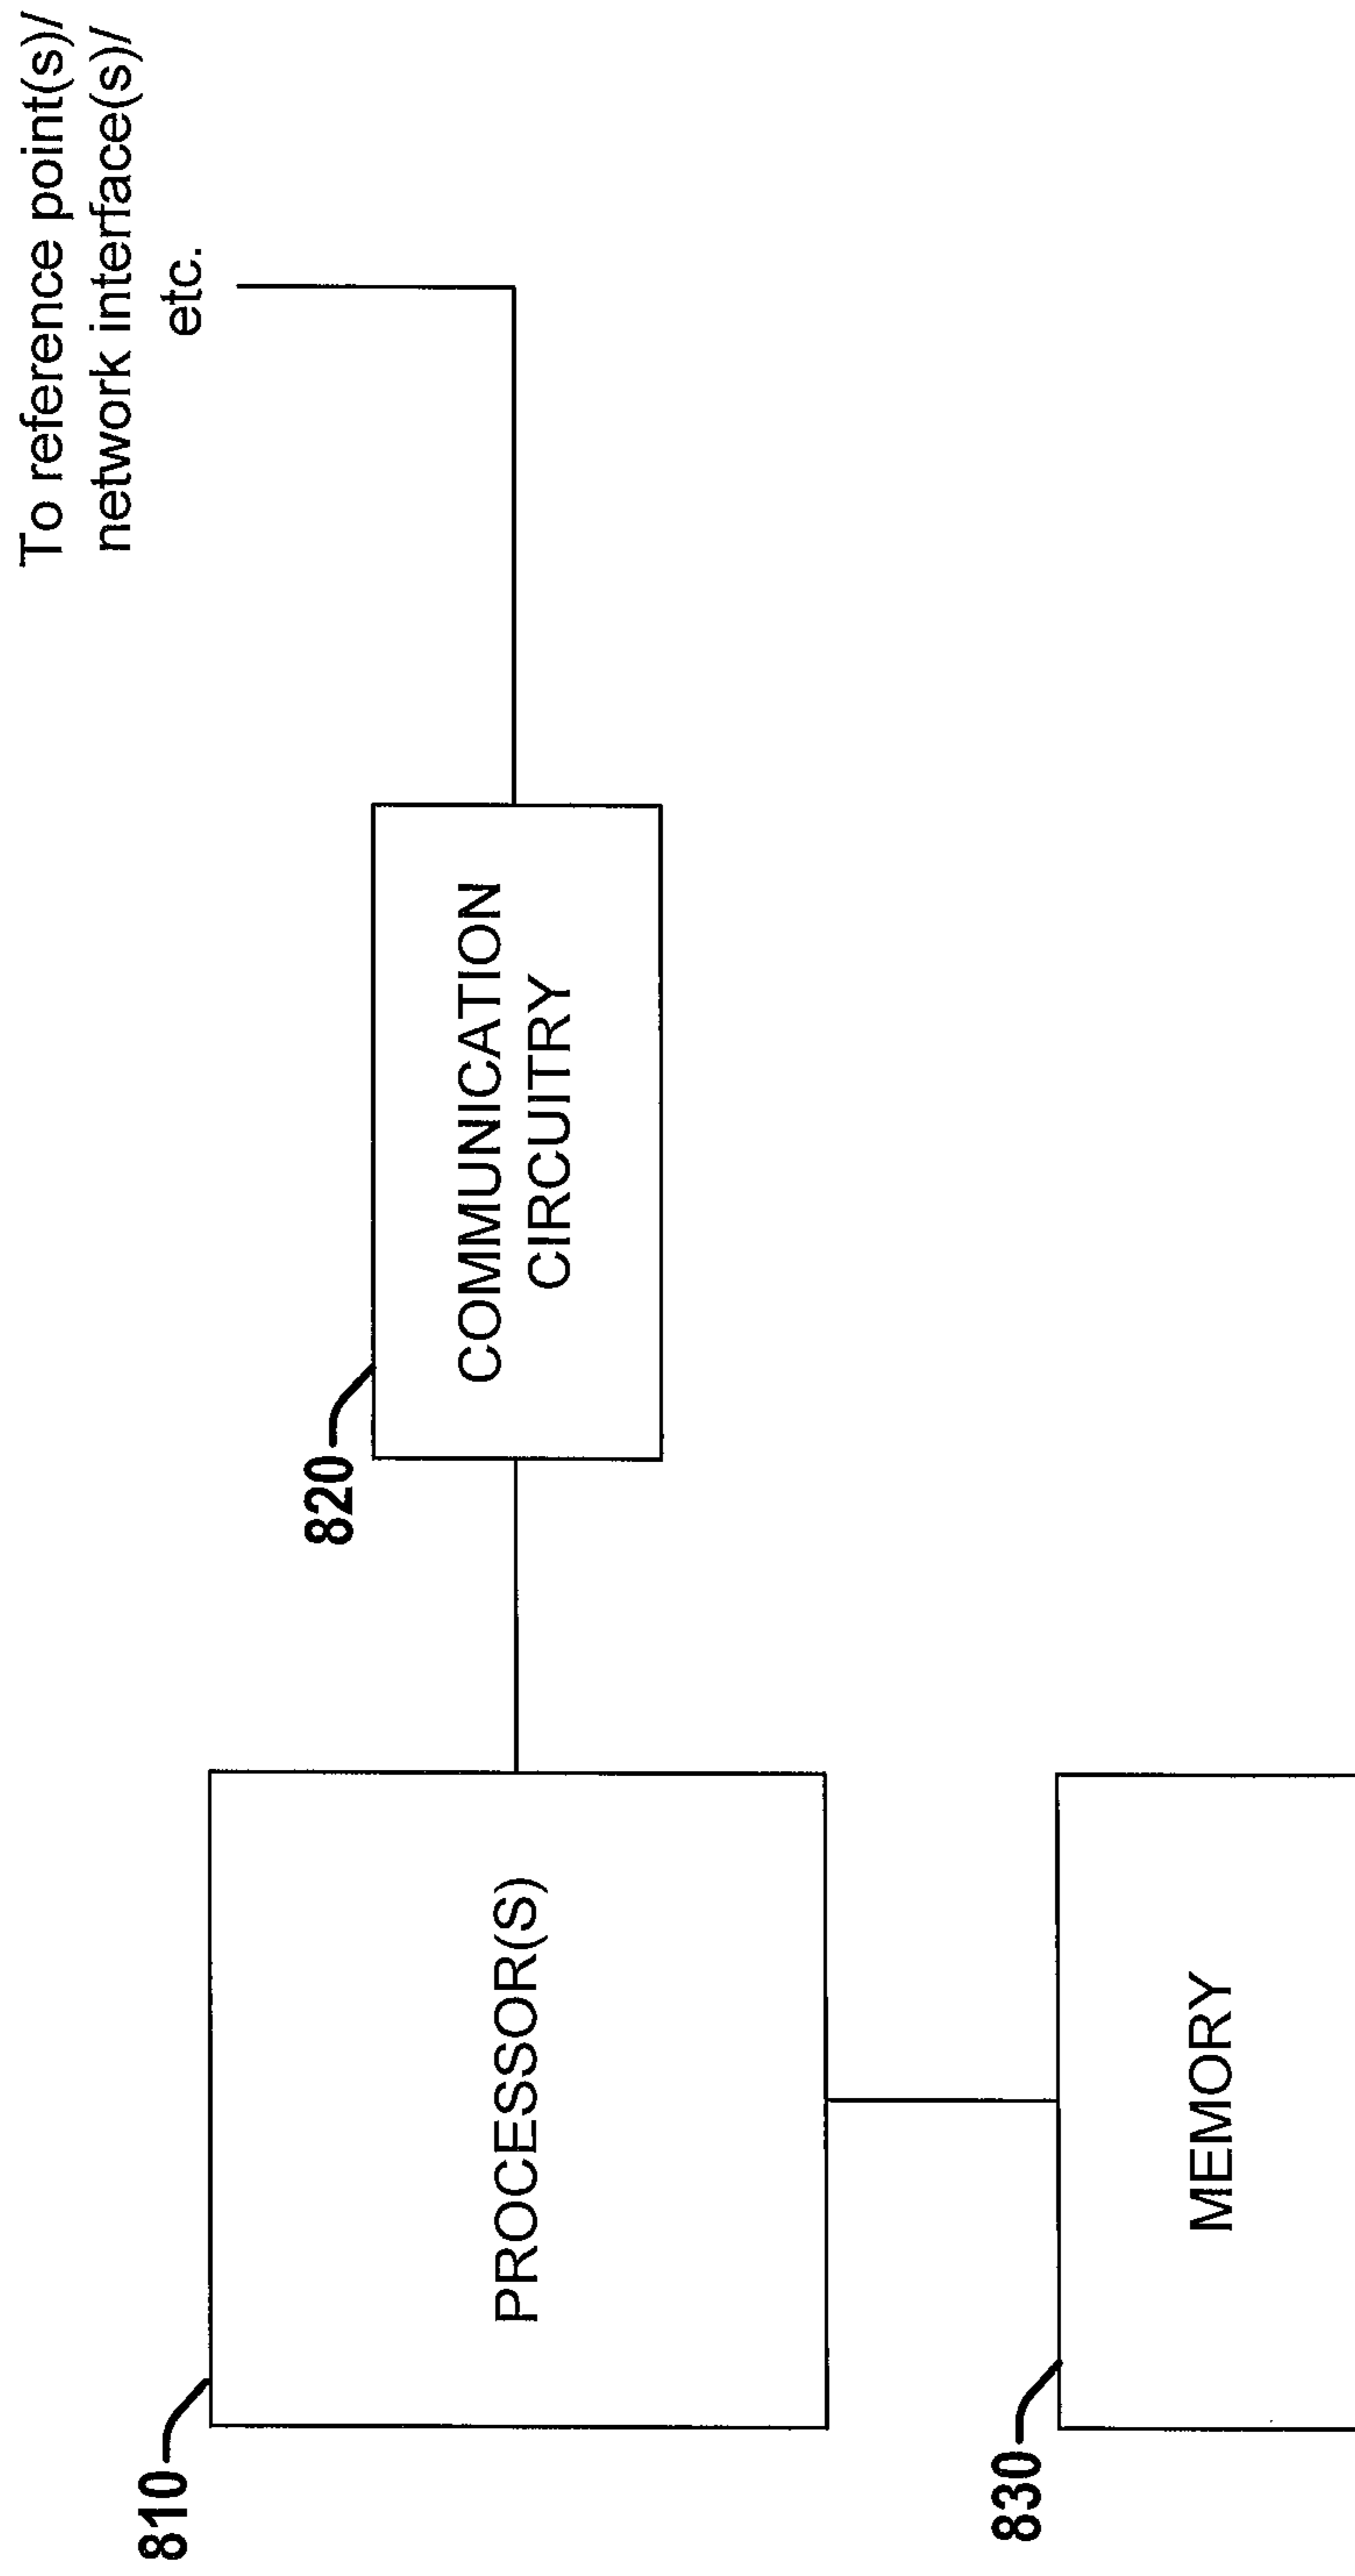 To reference point(s)/
network interface(s)/
etc.
820
COMMUNICATION
CIRCUITRY
810
PROCESSOR(S)
830
MEMORY